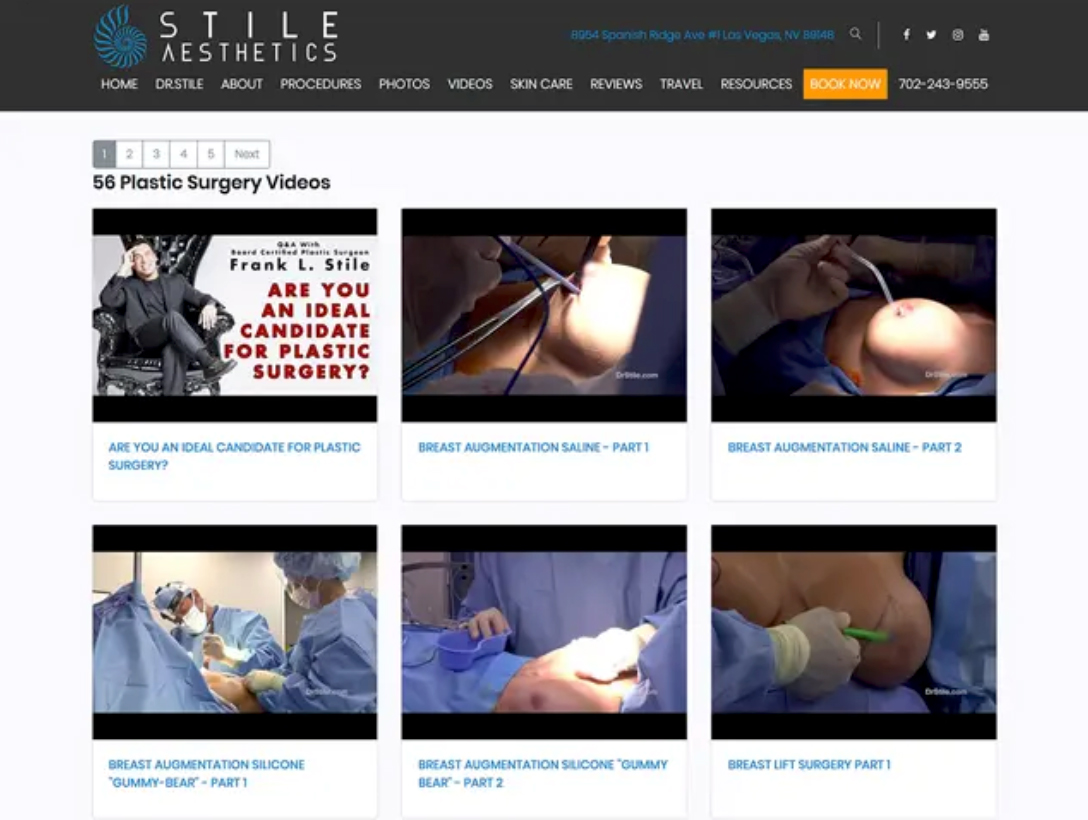 STILE
AESTHETICS
8954 Spanish Ridge Ave #1 Las Vegas, NV 89148
HOME DR.STILE ABOUT PROCEDURES PHOTOS VIDEOS SKIN CARE REVIEWS TRAVEL RESOURCES BOOK NOW 702-243-9555
1 2 3 4 5 Next
56 Plastic Surgery Videos
Q&A With
Board Certified Plastic Surgeon
Frank L. Stile
ARE YOU
AN IDEAL
CANDIDATE
FOR PLASTIC
SURGERY?
DrStile.com
DrStile.com
ARE YOU AN IDEAL CANDIDATE FOR PLASTIC
SURGERY?
BREAST AUGMENTATION SALINE - PART 1
BREAST AUGMENTATION SALINE - PART 2
DrStile.com
DrStile.com
BREAST AUGMENTATION SILICONE
"GUMMY-BEAR" - PART 1
BREAST AUGMENTATION SILICONE "GUMMY
BEAR" - PART 2
BREAST LIFT SURGERY PART 1